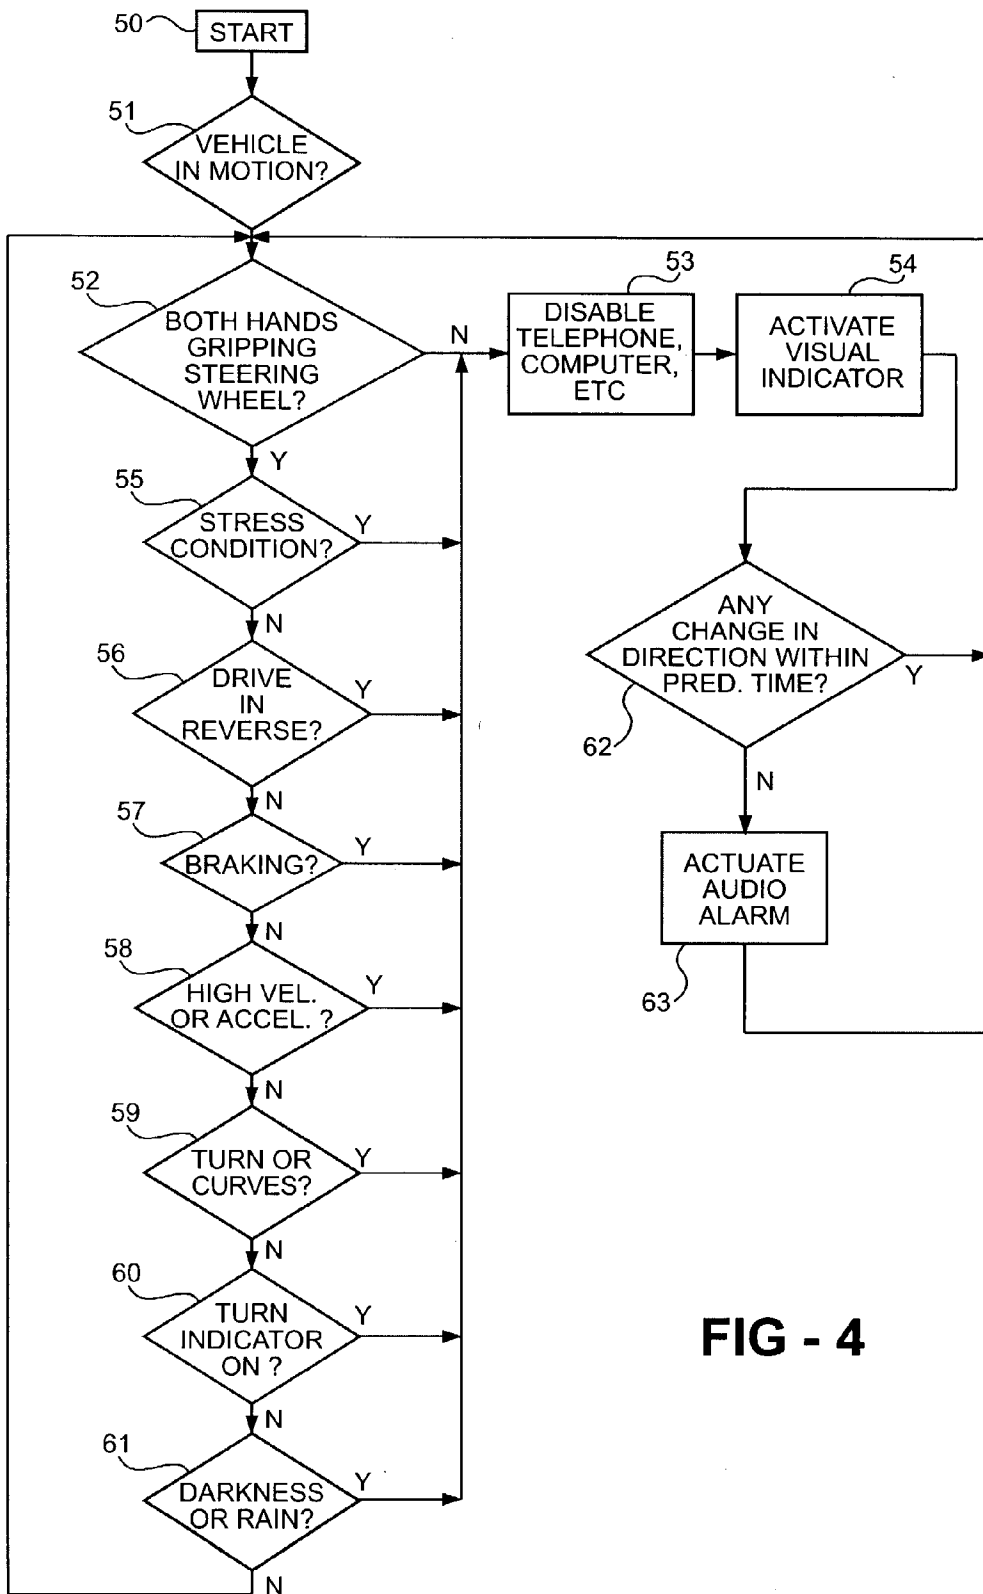 50
START
51
VEHICLE
IN MOTION?
52
BOTH HANDS
GRIPPING
STEERING
WHEEL?
N
Y
53
DISABLE
TELEPHONE,
COMPUTER,
ETC
54
ACTIVATE
VISUAL
INDICATOR
55
STRESS
CONDITION?
Y
N
56
DRIVE
IN
REVERSE?
Y
N
57
BRAKING?
Y
N
58
HIGH VEL.
OR ACCEL. ?
Y
N
59
TURN OR
CURVES?
Y
N
60
TURN
INDICATOR
ON ?
Y
N
61
DARKNESS
OR RAIN?
Y
N
ANY
CHANGE IN
DIRECTION WITHIN
PRED. TIME?
Y
62
N
ACTUATE
AUDIO
ALARM
63
FIG - 4